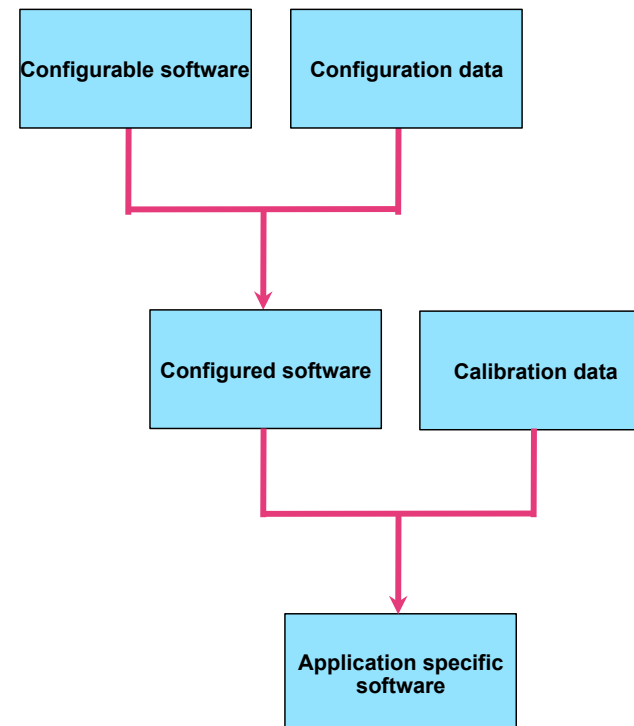 Configurable software
Configuration data
Configured software
Calibration data
Application specific
software